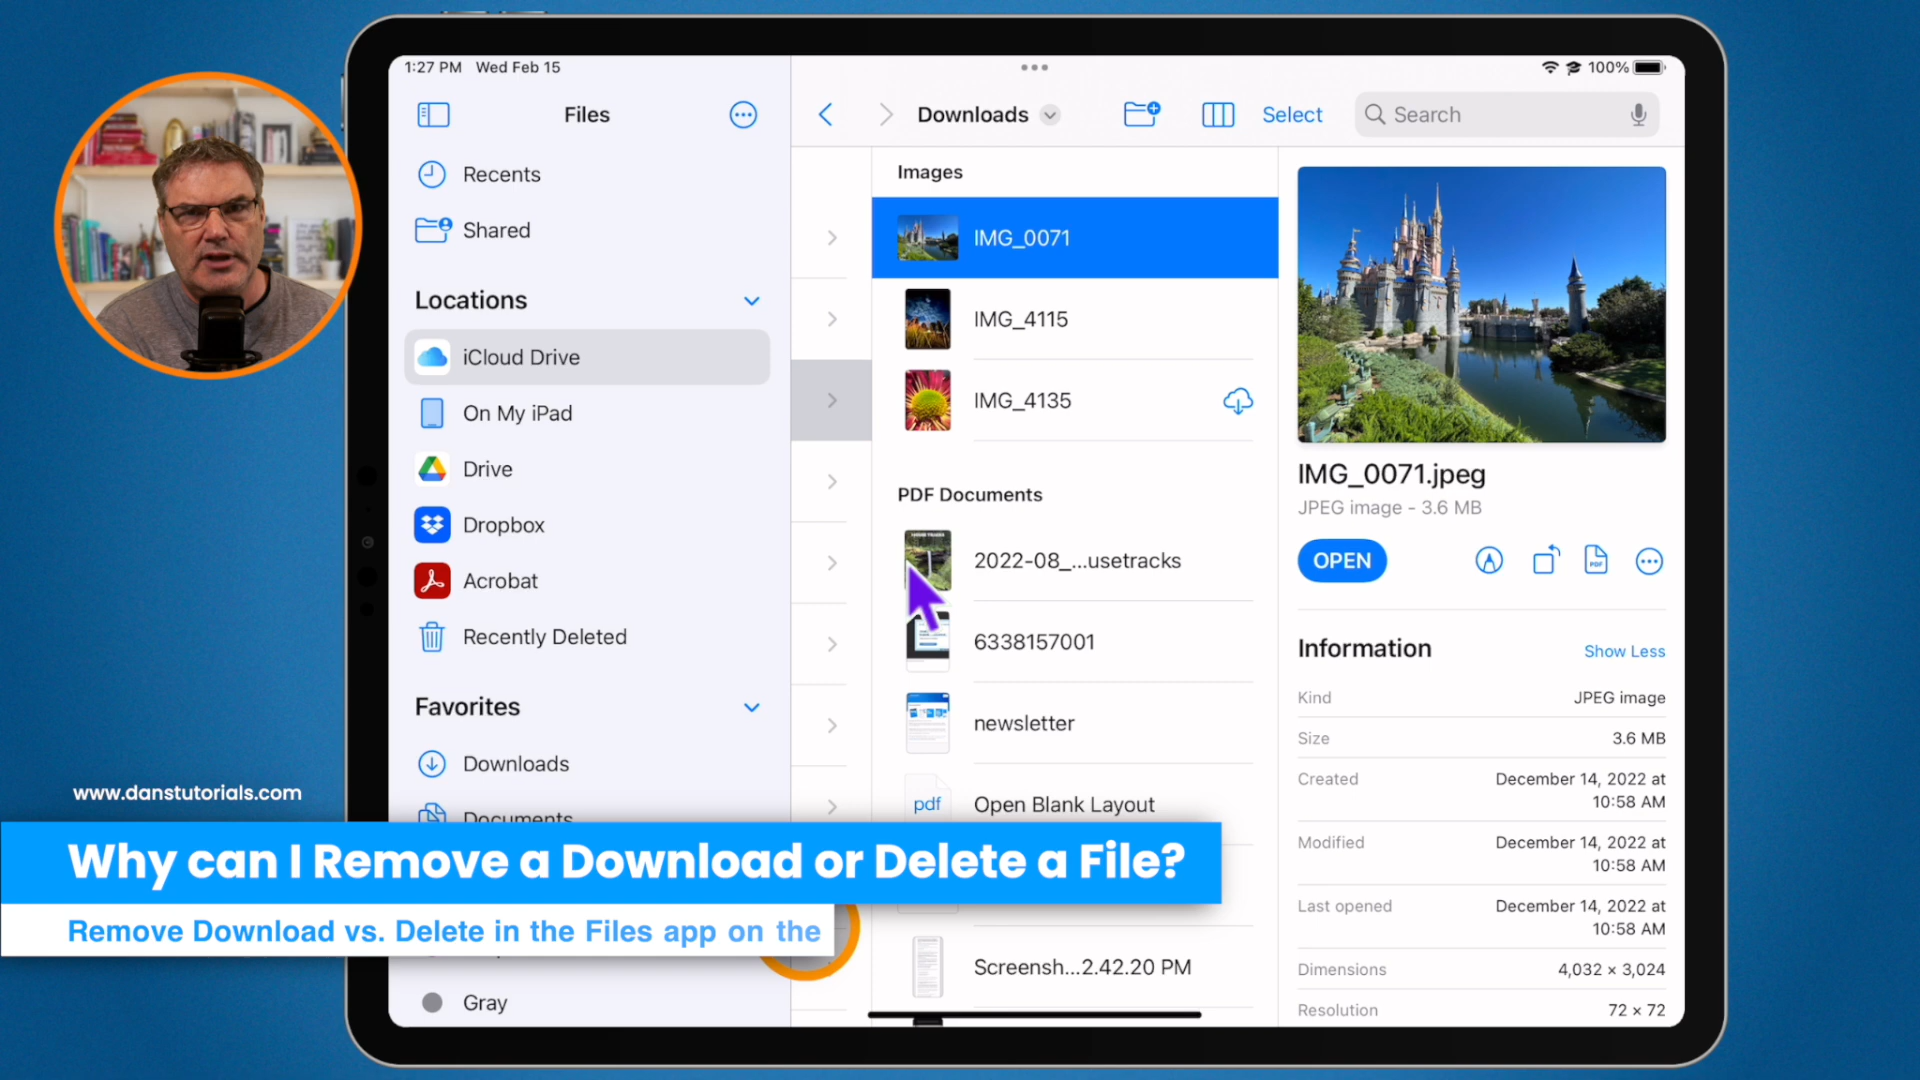 1:27 PM Wed Feb 15
100%
Files
Downloads
Select
Search
Recents
Shared
Locations
iCloud Drive
On My iPad
Drive
Dropbox
Acrobat
Recently Deleted
Favorites
Downloads
Documents
Gray
Images
IMG_0071
IMG_4115
IMG_4135
PDF Documents
2022-08_...usetracks
6338157001
newsletter
pdf
Open Blank Layout
Screensh...2.42.20 PM
IMG_0071.jpeg
JPEG image - 3.6 MB
OPEN
PDF
Information
Show Less
Kind JPEG image
Size 3.6 MB
Created December 14, 2022 at
10:58 AM
Modified December 14, 2022 at
10:58 AM
Last opened December 14, 2022 at
10:58 AM
Dimensions 4,032 × 3,024
Resolution 72 × 72
www.danstutorials.com
Why can I Remove a Download or Delete a File?
Remove Download vs. Delete in the Files app on the